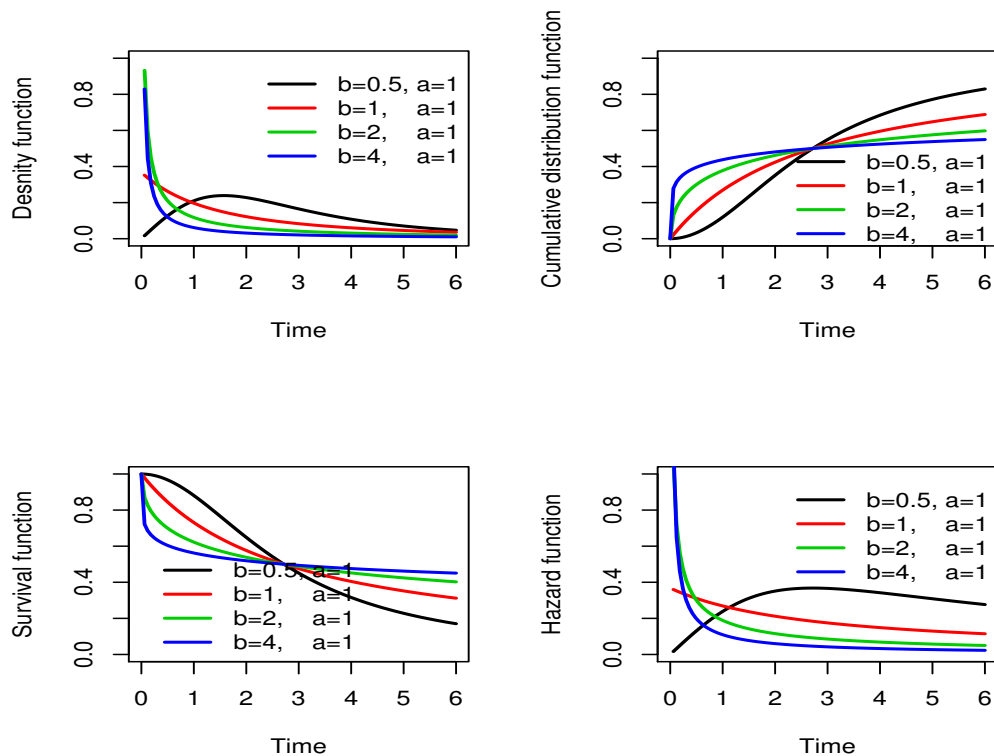 Desnity function
0.0 0.4 0.8
b=0.5, a=1
b=1, a=1
b=2, a=1
b=4, a=1
0 1 2 3 4 5 6
Time
Cumulative distribution function
0.0 0.4 0.8
b=0.5, a=1
b=1, a=1
b=2, a=1
b=4, a=1
0 1 2 3 4 5 6
Time
Survival function
0.0 0.4 0.8
b=0.5, a=1
b=1, a=1
b=2, a=1
b=4, a=1
0 1 2 3 4 5 6
Time
Hazard function
0.0 0.4 0.8
b=0.5, a=1
b=1, a=1
b=2, a=1
b=4, a=1
0 1 2 3 4 5 6
Time